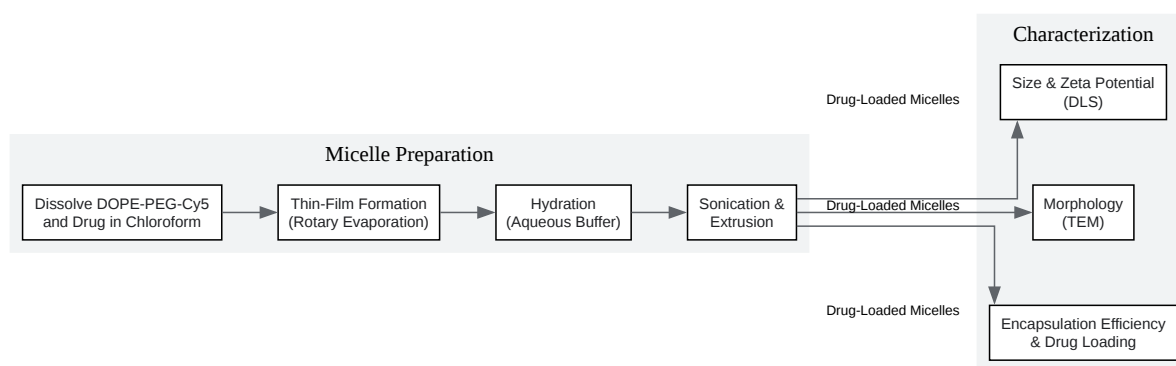 Micelle Preparation
Dissolve DOPE-PEG-Cy5
and Drug in Chloroform
Thin-Film Formation
(Rotary Evaporation)
Hydration
(Aqueous Buffer)
Sonication &
Extrusion
Drug-Loaded Micelles
Drug-Loaded Micelles
Drug-Loaded Micelles
Characterization
Size & Zeta Potential
(DLS)
Morphology
(TEM)
Encapsulation Efficiency
& Drug Loading